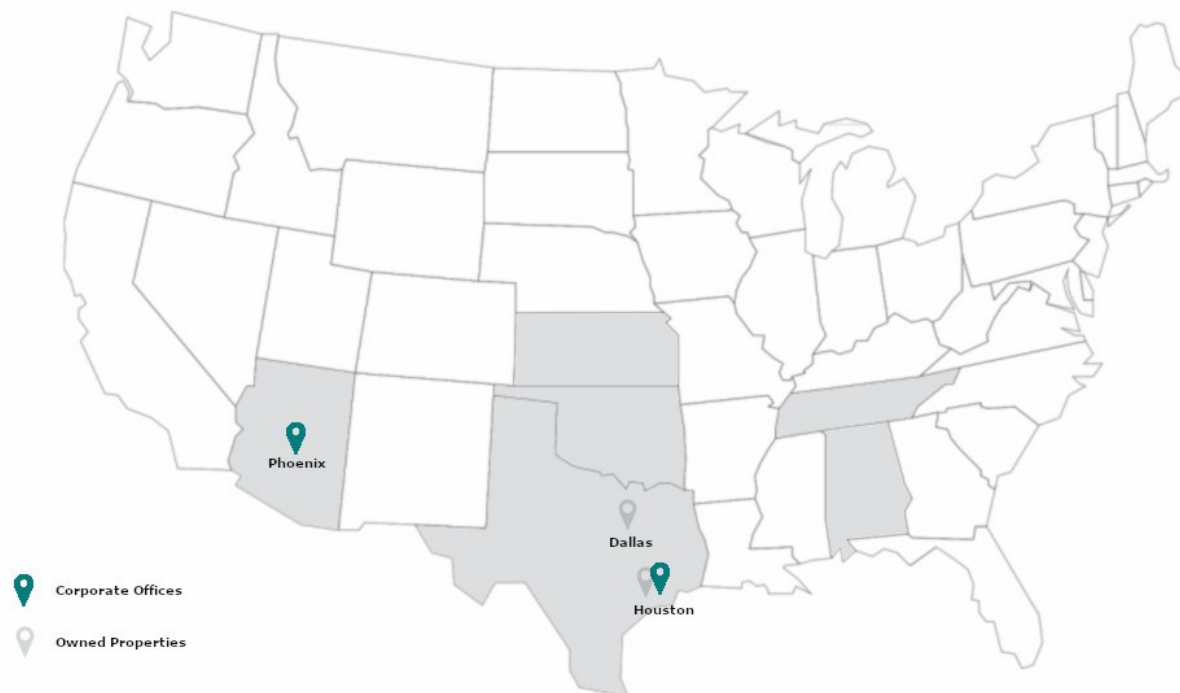 Phoenix
Dallas
Houston
Corporate Offices
Owned Properties